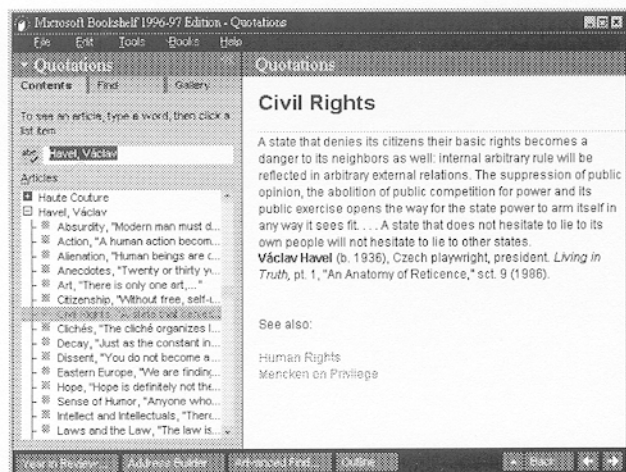 Microsoft Bookshelf 1996-97 Edition - Quotations
File Edit Tools Books Help
Quotations
Contents Find Gallery
To see an article, type a word, then click a
list item
abc
Havel, Václav
Articles
Haute Couture
Havel, Václav
Absurdity, "Modern man must d...
Action, "A human action becom...
Alienation, "Human beings are c...
Anecdotes, "Twenty or thirty y...
Art, "There is only one art,..."
Citizenship, "Without free, self-...
Civil Rights, "A state that denies...
Clichés, "The cliché organizes l...
Decay, "Just as the constant in...
Dissent, "You do not become a...
Eastern Europe, "We are finding...
Hope, "Hope is definitely not the...
Sense of Humor, "Anyone who...
Intellect and Intellectuals, "Ther...
Laws and the Law, "The law is...
Quotations
Civil Rights
A state that denies its citizens their basic rights becomes a
danger to its neighbors as well: internal arbitrary rule will be
reflected in arbitrary external relations. The suppression of public
opinion, the abolition of public competition for power and its
public exercise opens the way for the state power to arm itself in
any way it sees fit. . . . A state that does not hesitate to lie to its
own people will not hesitate to lie to other states.
Václav Havel (b. 1936), Czech playwright, president. Living in
Truth, pt. 1, "An Anatomy of Reticence," sct. 9 (1986).
See also:
Human Rights
Mencken on Privilege
Year in Review... Address Builder... Advanced Find... Outline Back